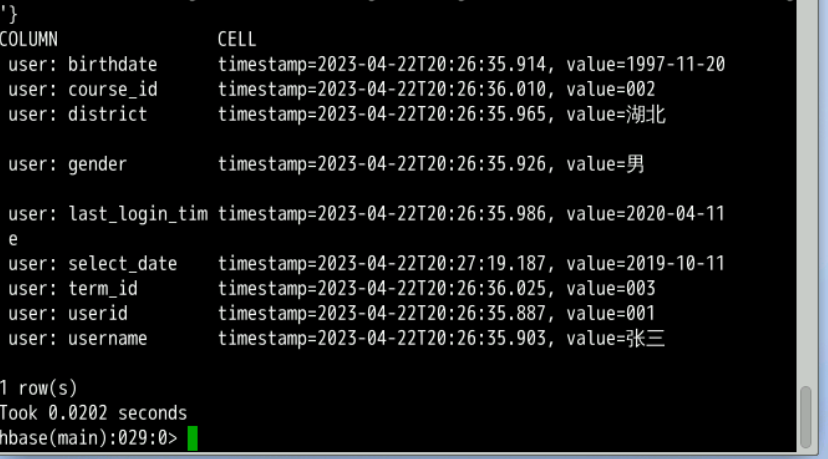 '}
COLUMN CELL
user: birthdate timestamp=2023-04-22T20:26:35.914, value=1997-11-20
user: course_id timestamp=2023-04-22T20:26:36.010, value=002
user: district timestamp=2023-04-22T20:26:35.965, value=湖北
user: gender timestamp=2023-04-22T20:26:35.926, value=男
user: last_login_tim timestamp=2023-04-22T20:26:35.986, value=2020-04-11
e
user: select_date timestamp=2023-04-22T20:27:19.187, value=2019-10-11
user: term_id timestamp=2023-04-22T20:26:36.025, value=003
user: userid timestamp=2023-04-22T20:26:35.887, value=001
user: username timestamp=2023-04-22T20:26:35.903, value=张三
1 row(s)
Took 0.0202 seconds
hbase(main):029:0>